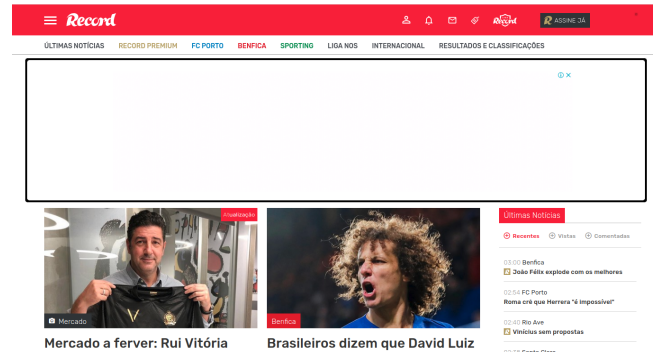 Record
Record
R ASSINE JÁ
ÚLTIMAS NOTÍCIAS RECORD PREMIUM FC PORTO BENFICA SPORTING LIGA NOS INTERNACIONAL RESULTADOS E CLASSIFICAÇÕES
Atualização
Mercado
Mercado a ferver: Rui Vitória
Benfica
Brasileiros dizem que David Luiz
Últimas Notícias
Recentes Vistas Comentadas
03:00 Benfica
João Félix explode com os melhores
02:54 FC Porto
Roma crê que Herrera "é impossível"
02:40 Rio Ave
Vinícius sem propostas